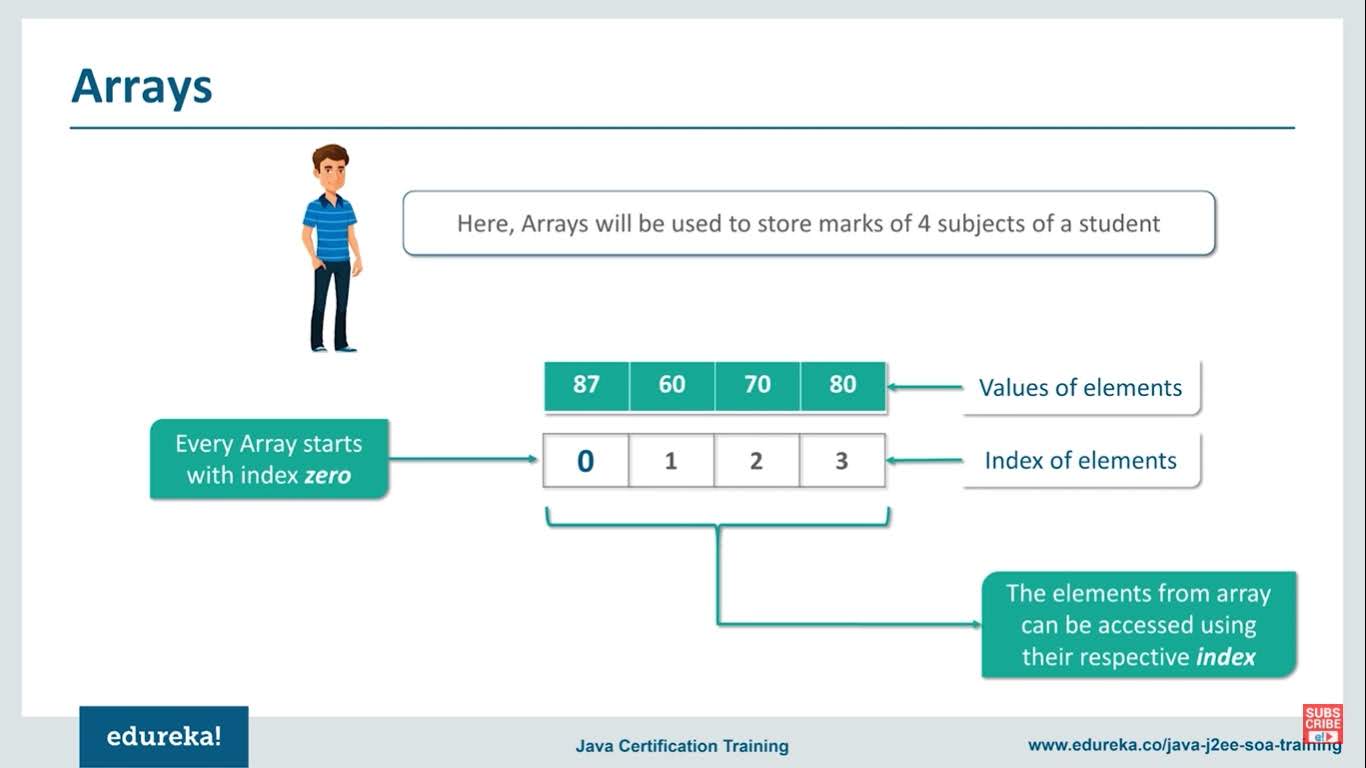 Arrays
Here, Arrays will be used to store marks of 4 subjects of a student
87 60 70 80
Values of elements
Every Array starts
with index zero
0 1 2 3
Index of elements
The elements from array
can be accessed using
their respective index
edureka!
Java Certification Training
www.edureka.co/java-j2ee-soa-training
SUBS
CRIBE
e!